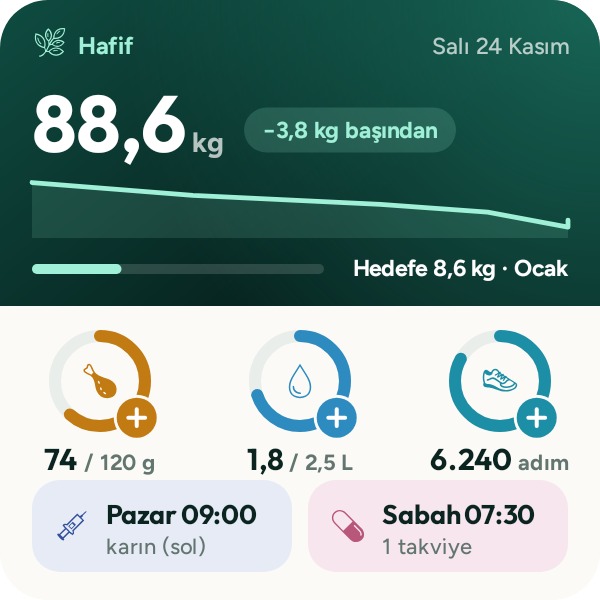 Hafif
Salı 24 Kasım
88,6 kg
−3,8 kg başından
Hedefe 8,6 kg · Ocak
74 / 120 g
1,8 / 2,5 L
6.240 adım
Pazar 09:00
karın (sol)
Sabah 07:30
1 takviye